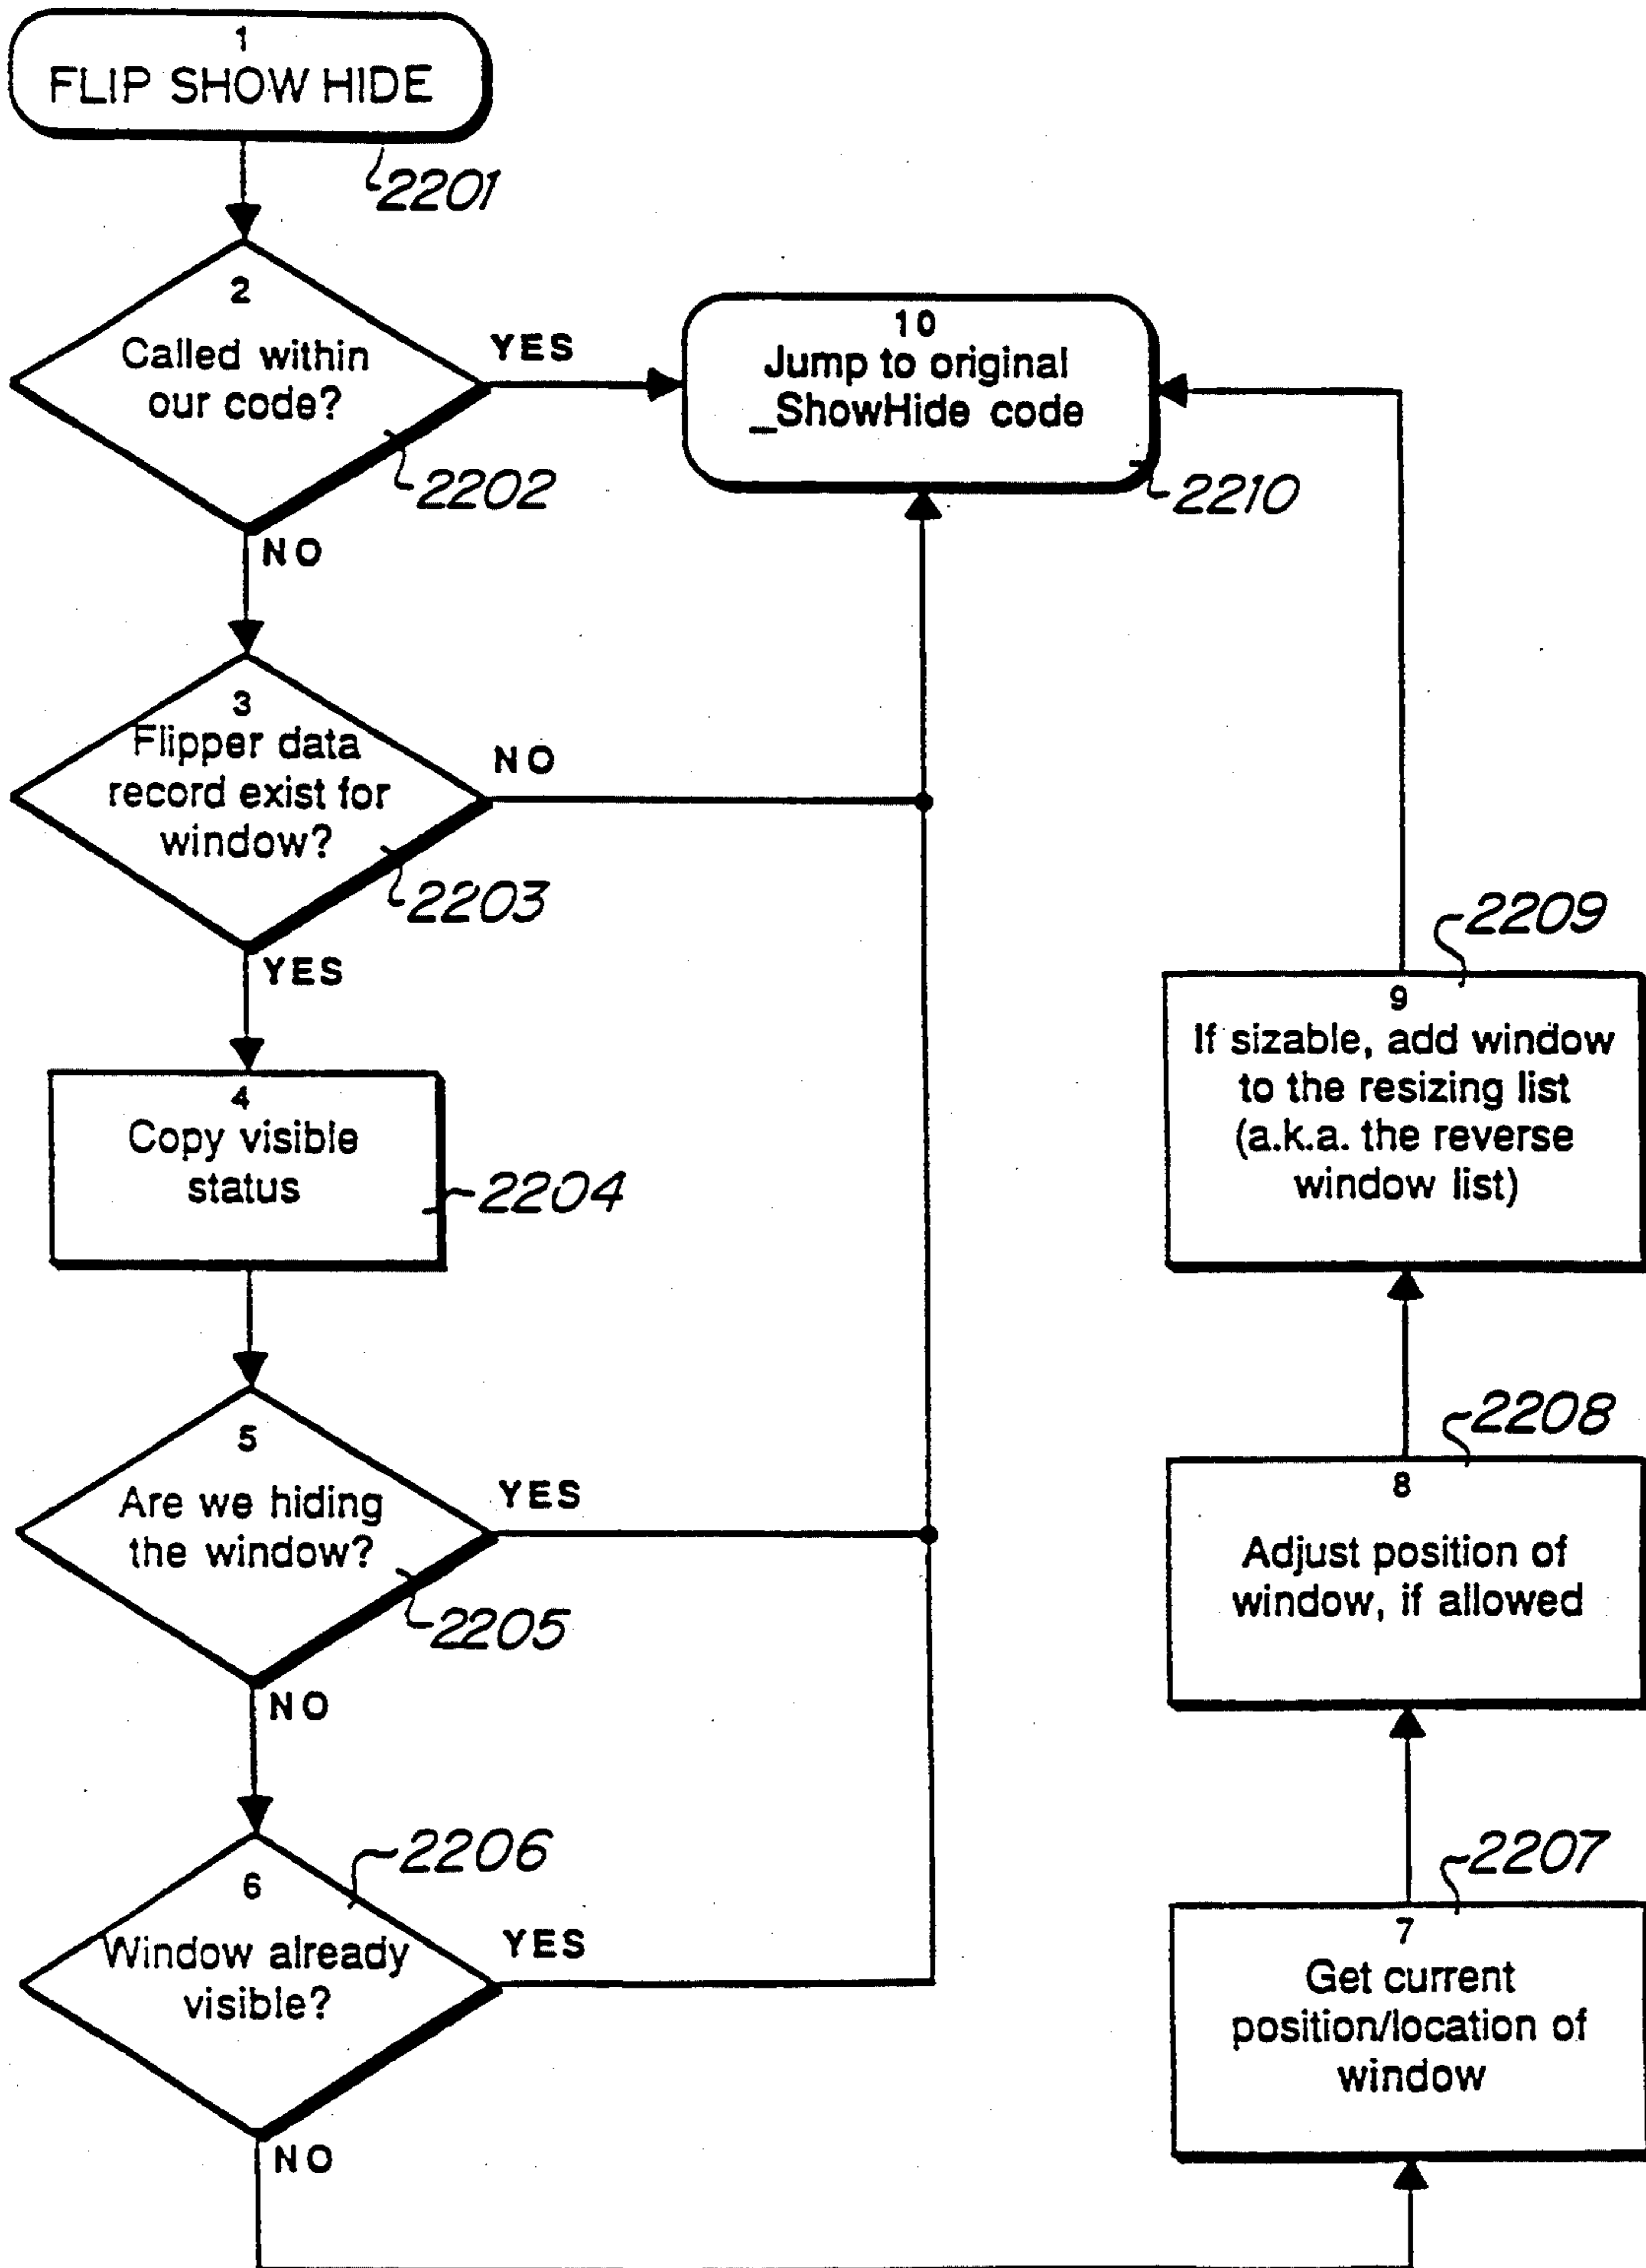 1
FLIP SHOW HIDE
2201
2
Called within
our code?
YES
2202
NO
10
Jump to original
_ShowHide code
2210
3
Flipper data
record exist for
window?
NO
2203
YES
4
Copy visible
status
2204
5
Are we hiding
the window?
YES
2205
NO
6
Window already
visible?
2206
YES
NO
2207
7
Get current
position/location of
window
2208
8
Adjust position of
window, if allowed
2209
9
If sizable, add window
to the resizing list
(a.k.a. the reverse
window list)